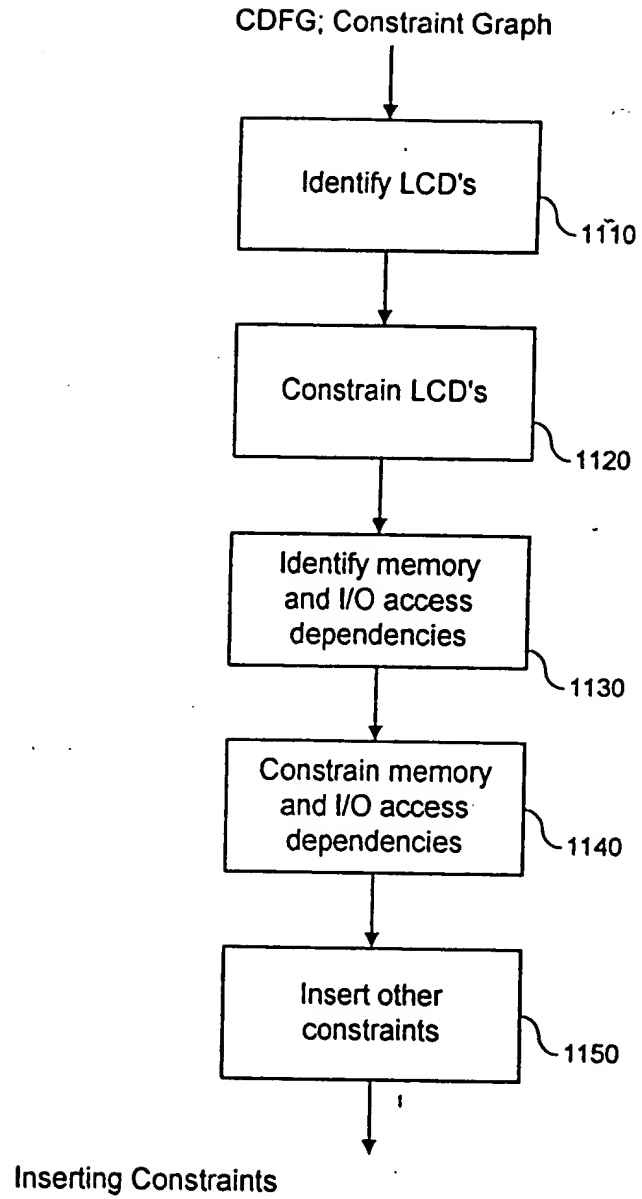 CDFG; Constraint Graph
Identify LCD's
1110
Constrain LCD's
1120
Identify memory
and I/O access
dependencies
1130
Constrain memory
and I/O access
dependencies
1140
Insert other
constraints
1150
Inserting Constraints